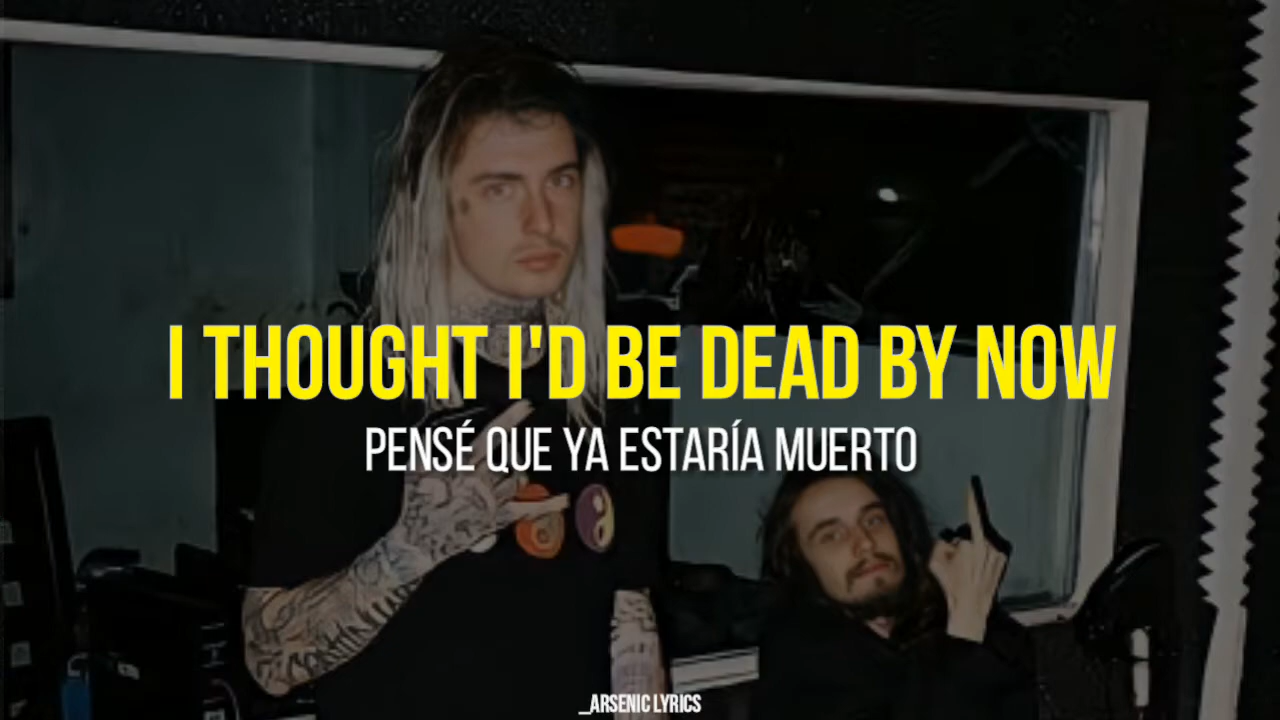 I THOUGHT I'D BE DEAD BY NOW
PENSÉ QUE YA ESTARÍA MUERTO
_ARSENIC LYRICS